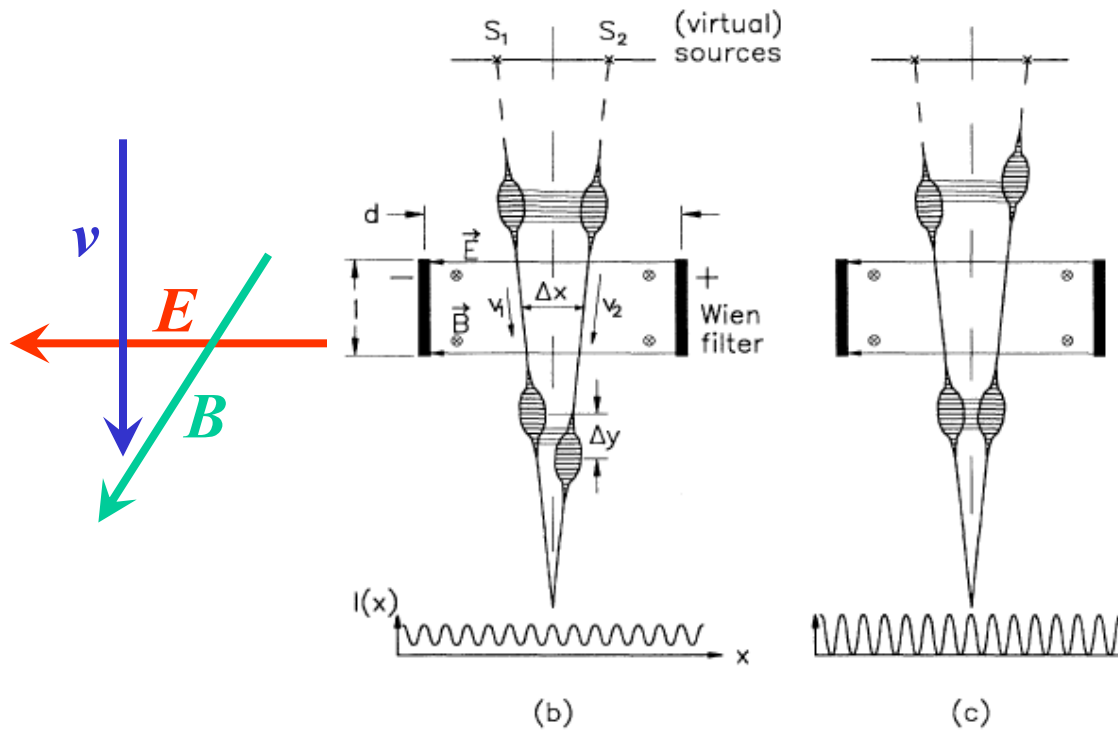 v
E
B
S₁ S₂ (virtual)
sources
d
− E +
v₁ Δx v₂
l B Wien
filter
Δy
I(x)
x
(b) (c)